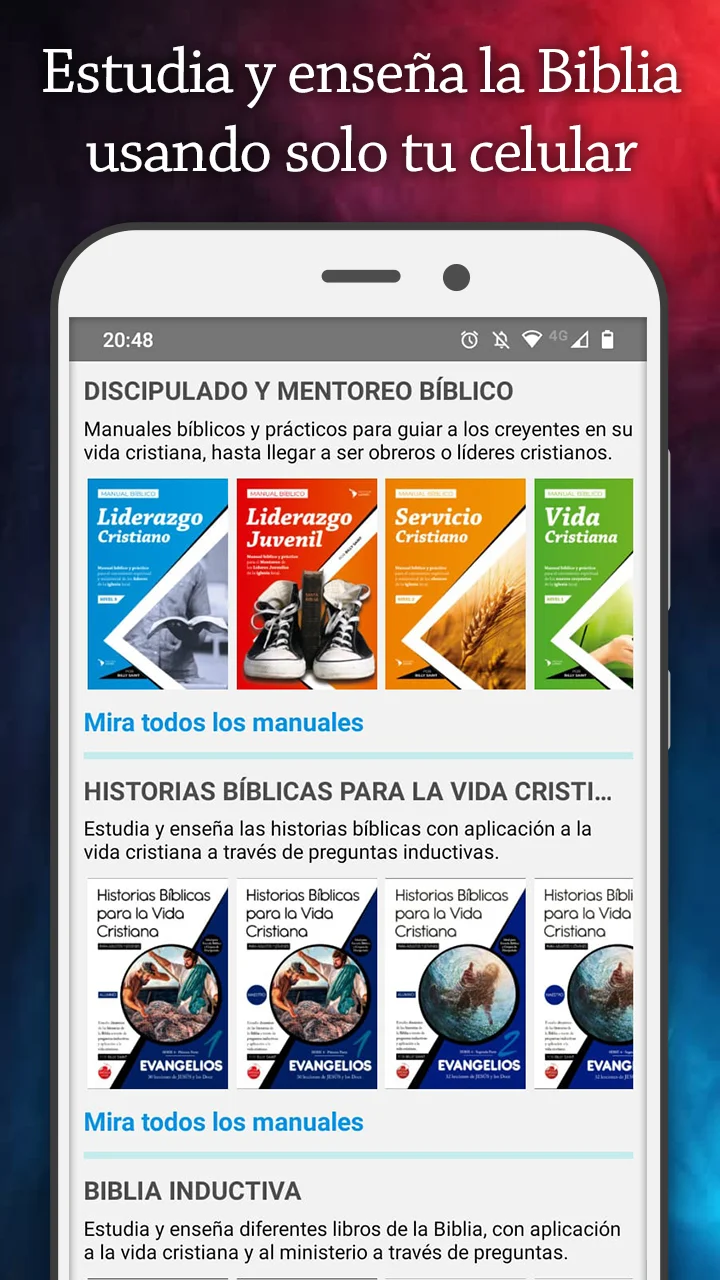 Estudia y enseña la Biblia
usando solo tu celular
20:48
4G
DISCIPULADO Y MENTOREO BÍBLICO
Manuales bíblicos y prácticos para guiar a los creyentes en su
vida cristiana, hasta llegar a ser obreros o líderes cristianos.
MANUAL BÍBLICO
Liderazgo
Cristiano
BILLY SAINT
MANUAL BÍBLICO
Liderazgo
Juvenil
MANUAL BÍBLICO
Servicio
Cristiano
BILLY SAINT
MANUAL BÍBLICO
Vida
Cristiana
BILLY SAINT
Mira todos los manuales
HISTORIAS BÍBLICAS PARA LA VIDA CRISTI...
Estudia y enseña las historias bíblicas con aplicación a la
vida cristiana a través de preguntas inductivas.
Historias Bíblicas
para la Vida
Cristiana
ALUMNO
1
EVANGELIOS
Historias Bíblicas
para la Vida
Cristiana
MAESTRO
1
EVANGELIOS
Historias Bíblicas
para la Vida
Cristiana
ALUMNO
2
EVANGELIOS
Historias Bíbli
para la Vida
Cristiana
MAESTRO
EVANG
Mira todos los manuales
BIBLIA INDUCTIVA
Estudia y enseña diferentes libros de la Biblia, con aplicación
a la vida cristiana y al ministerio a través de preguntas.